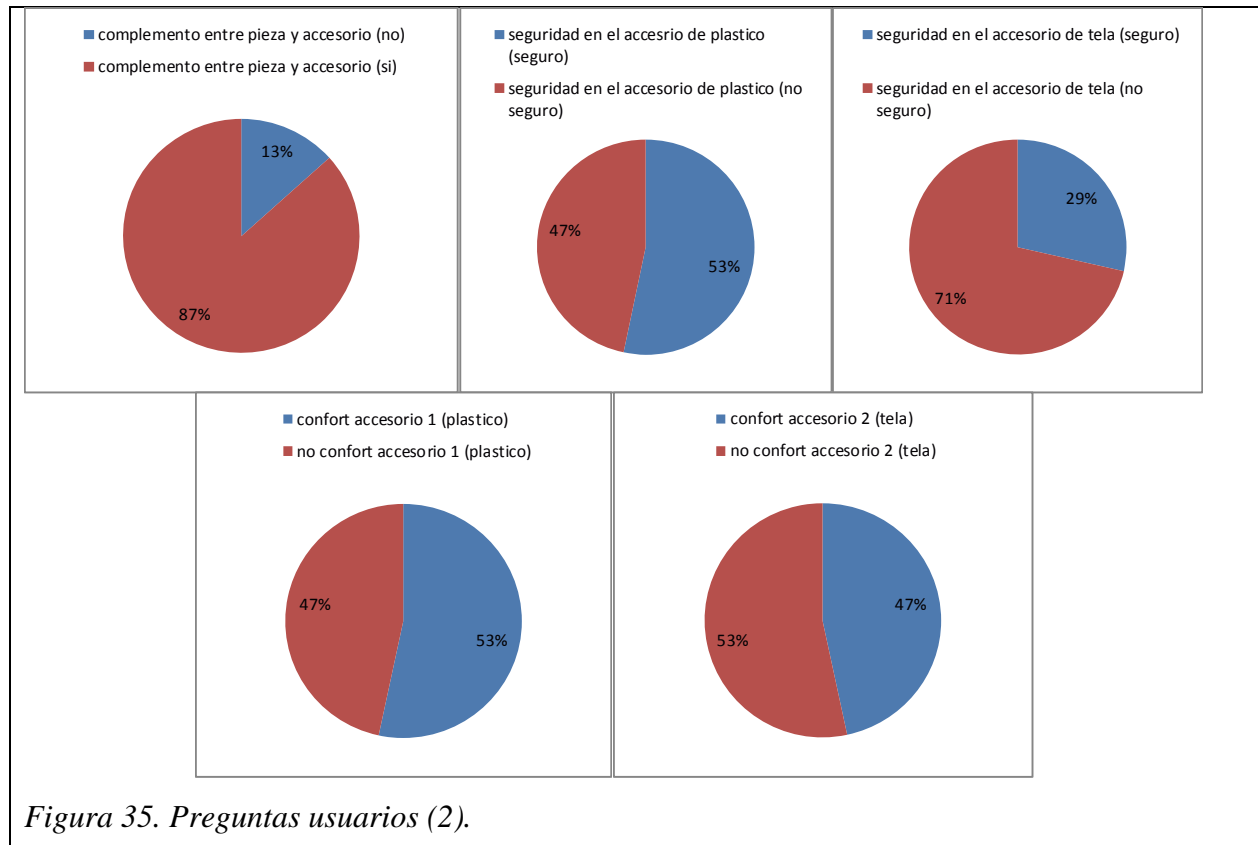 complemento entre pieza y accesorio (no)
complemento entre pieza y accesorio (si)
13%
87%
seguridad en el accesrio de plastico
(seguro)
seguridad en el accesorio de plastico (no
seguro)
47%
53%
seguridad en el accesorio de tela (seguro)
seguridad en el accesorio de tela (no
seguro)
29%
71%
confort accesorio 1 (plastico)
no confort accesorio 1 (plastico)
47%
53%
confort accesorio 2 (tela)
no confort accesorio 2 (tela)
47%
53%
Figura 35. Preguntas usuarios (2).